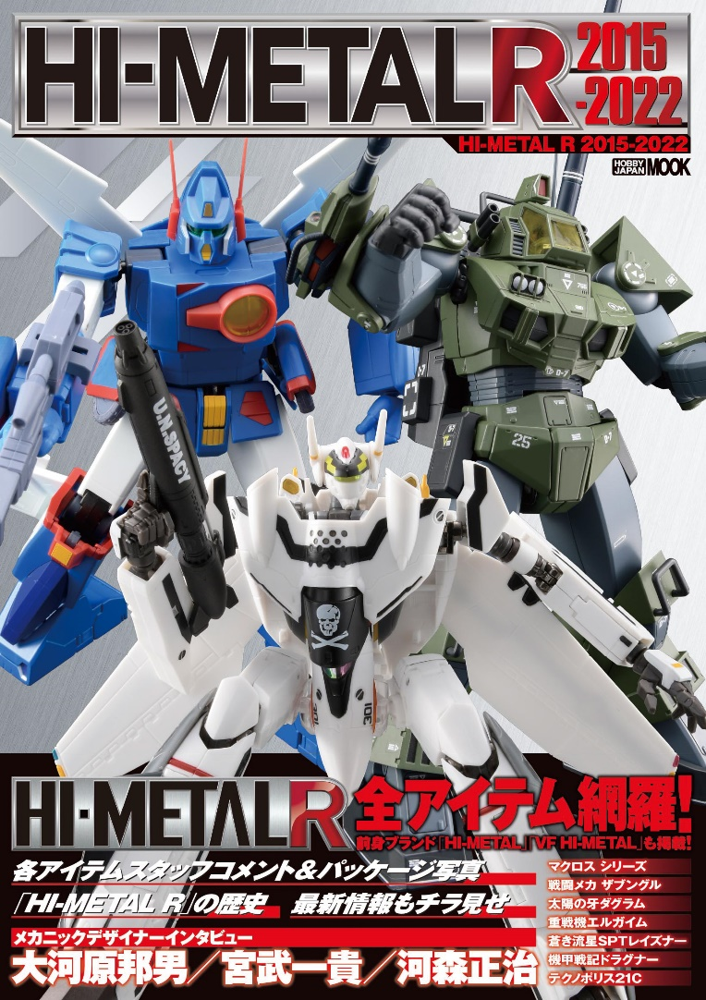 HI-METAL R
2015
-2022
HI-METAL R 2015-2022
HOBBY
JAPAN MOOK
U.N.SPACY
D-7
25
D-7
301
301
HI-METAL R 全アイテム網羅!
前身ブランド「HI-METAL」「VF HI-METAL」も掲載!
各アイテムスタッフコメント&パッケージ写真
「HI-METAL R」の歴史 最新情報もチラ見せ
メカニックデザイナーインタビュー
大河原邦男/宮武一貴/河森正治
マクロス シリーズ
戦闘メカ ザブングル
太陽の牙ダグラム
重戦機エルガイム
蒼き流星SPTレイズナー
機甲戦記ドラグナー
テクノポリス21C